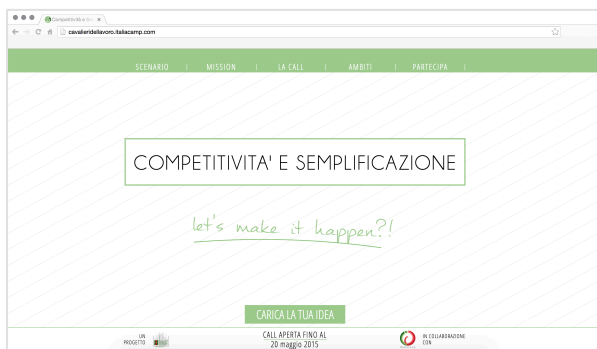 Competitività e Se
cavalieridellavoro.italiacamp.com
SCENARIO | MISSION | LA CALL | AMBITI | PARTECIPA |
COMPETITIVITA' E SEMPLIFICAZIONE
let's make it happen?!
CARICA LA TUA IDEA
UN PROGETTO
CALL APERTA FINO AL
20 maggio 2015
IN COLLABORAZIONE
CON